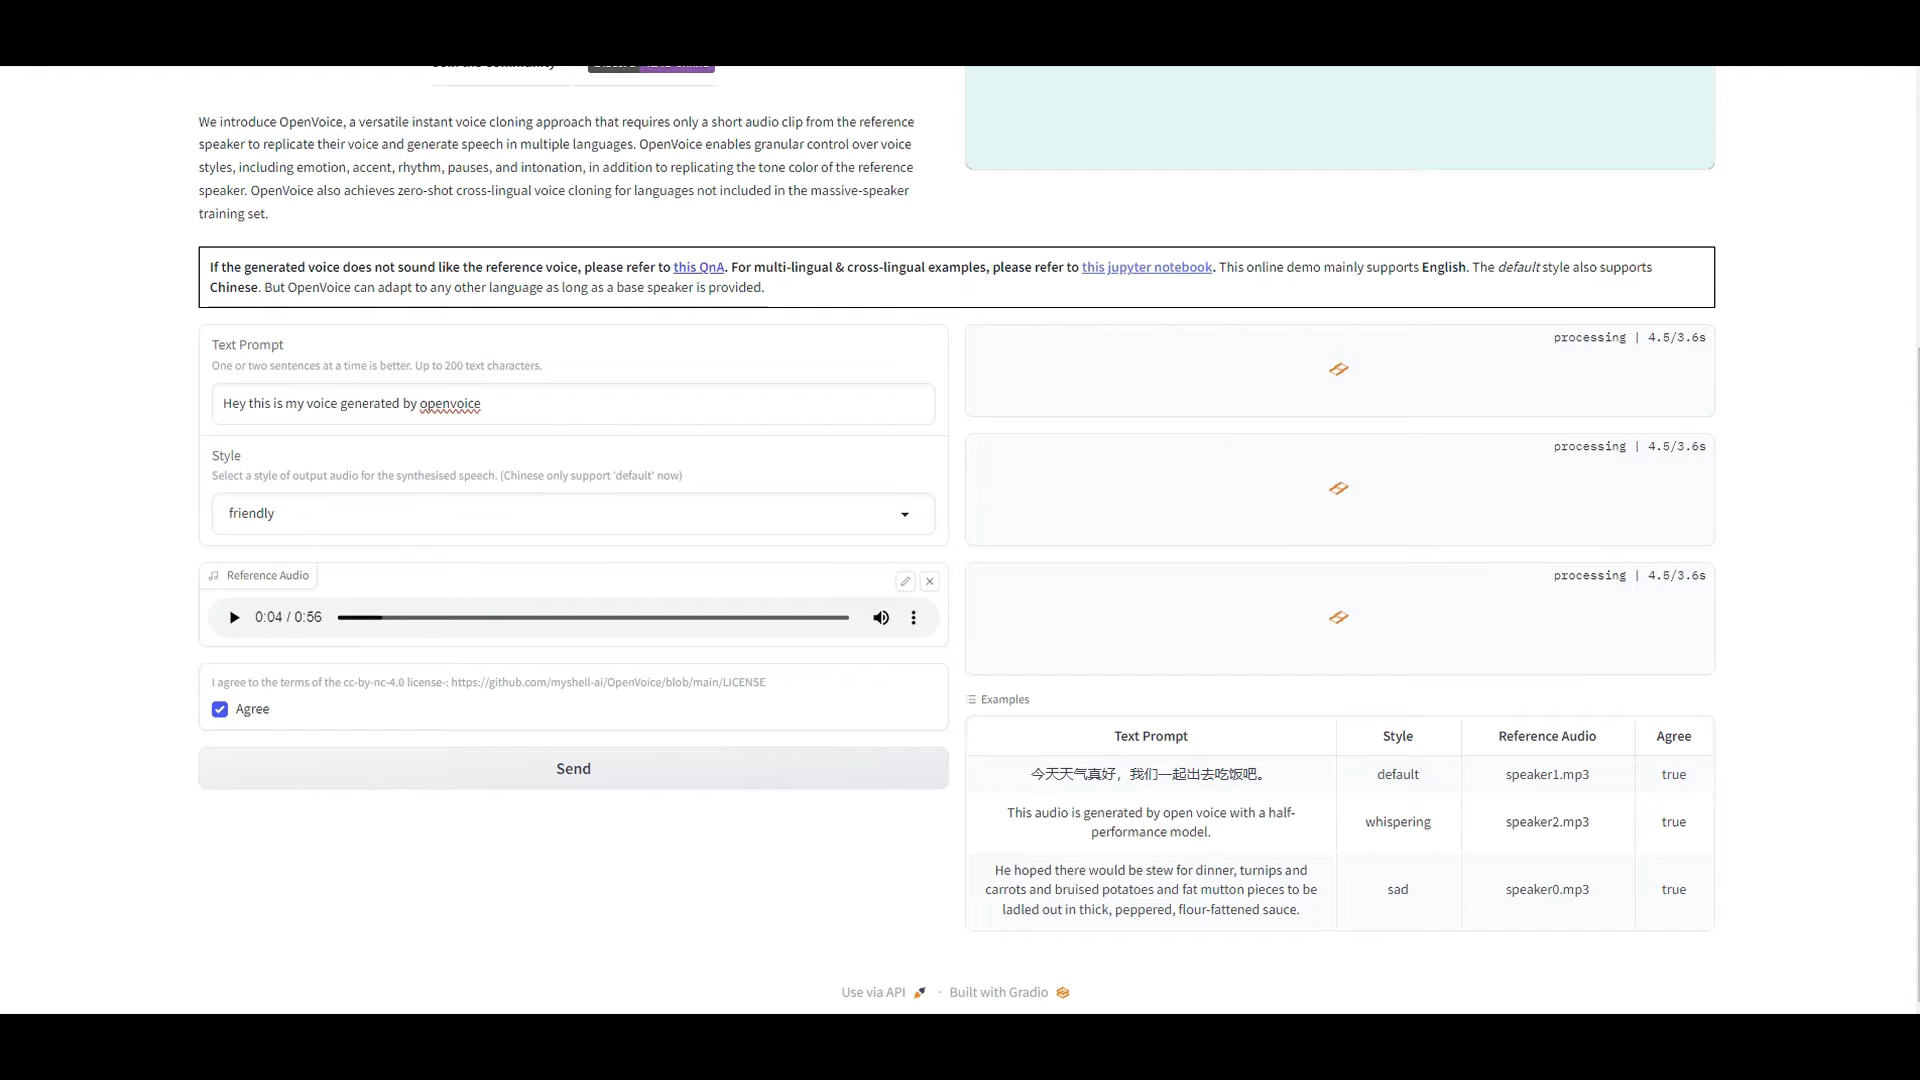 We introduce OpenVoice, a versatile instant voice cloning approach that requires only a short audio clip from the reference
speaker to replicate their voice and generate speech in multiple languages. OpenVoice enables granular control over voice
styles, including emotion, accent, rhythm, pauses, and intonation, in addition to replicating the tone color of the reference
speaker. OpenVoice also achieves zero-shot cross-lingual voice cloning for languages not included in the massive-speaker
training set.
If the generated voice does not sound like the reference voice, please refer to this QnA. For multi-lingual & cross-lingual examples, please refer to this jupyter notebook. This online demo mainly supports English. The default style also supports
Chinese. But OpenVoice can adapt to any other language as long as a base speaker is provided.
Text Prompt
One or two sentences at a time is better. Up to 200 text characters.
Hey this is my voice generated by openvoice
Style
Select a style of output audio for the synthesised speech. (Chinese only support 'default' now)
friendly
Reference Audio
0:04 / 0:56
I agree to the terms of the cc-by-nc-4.0 license-: https://github.com/myshell-ai/OpenVoice/blob/main/LICENSE
Agree
Send
processing | 4.5/3.6s
processing | 4.5/3.6s
processing | 4.5/3.6s
Examples
Text Prompt Style Reference Audio Agree
今天天气真好，我们一起出去吃饭吧。 default speaker1.mp3 true
This audio is generated by open voice with a half-
performance model. whispering speaker2.mp3 true
He hoped there would be stew for dinner, turnips and
carrots and bruised potatoes and fat mutton pieces to be sad speaker0.mp3 true
ladled out in thick, peppered, flour-fattened sauce.
Use via API · Built with Gradio